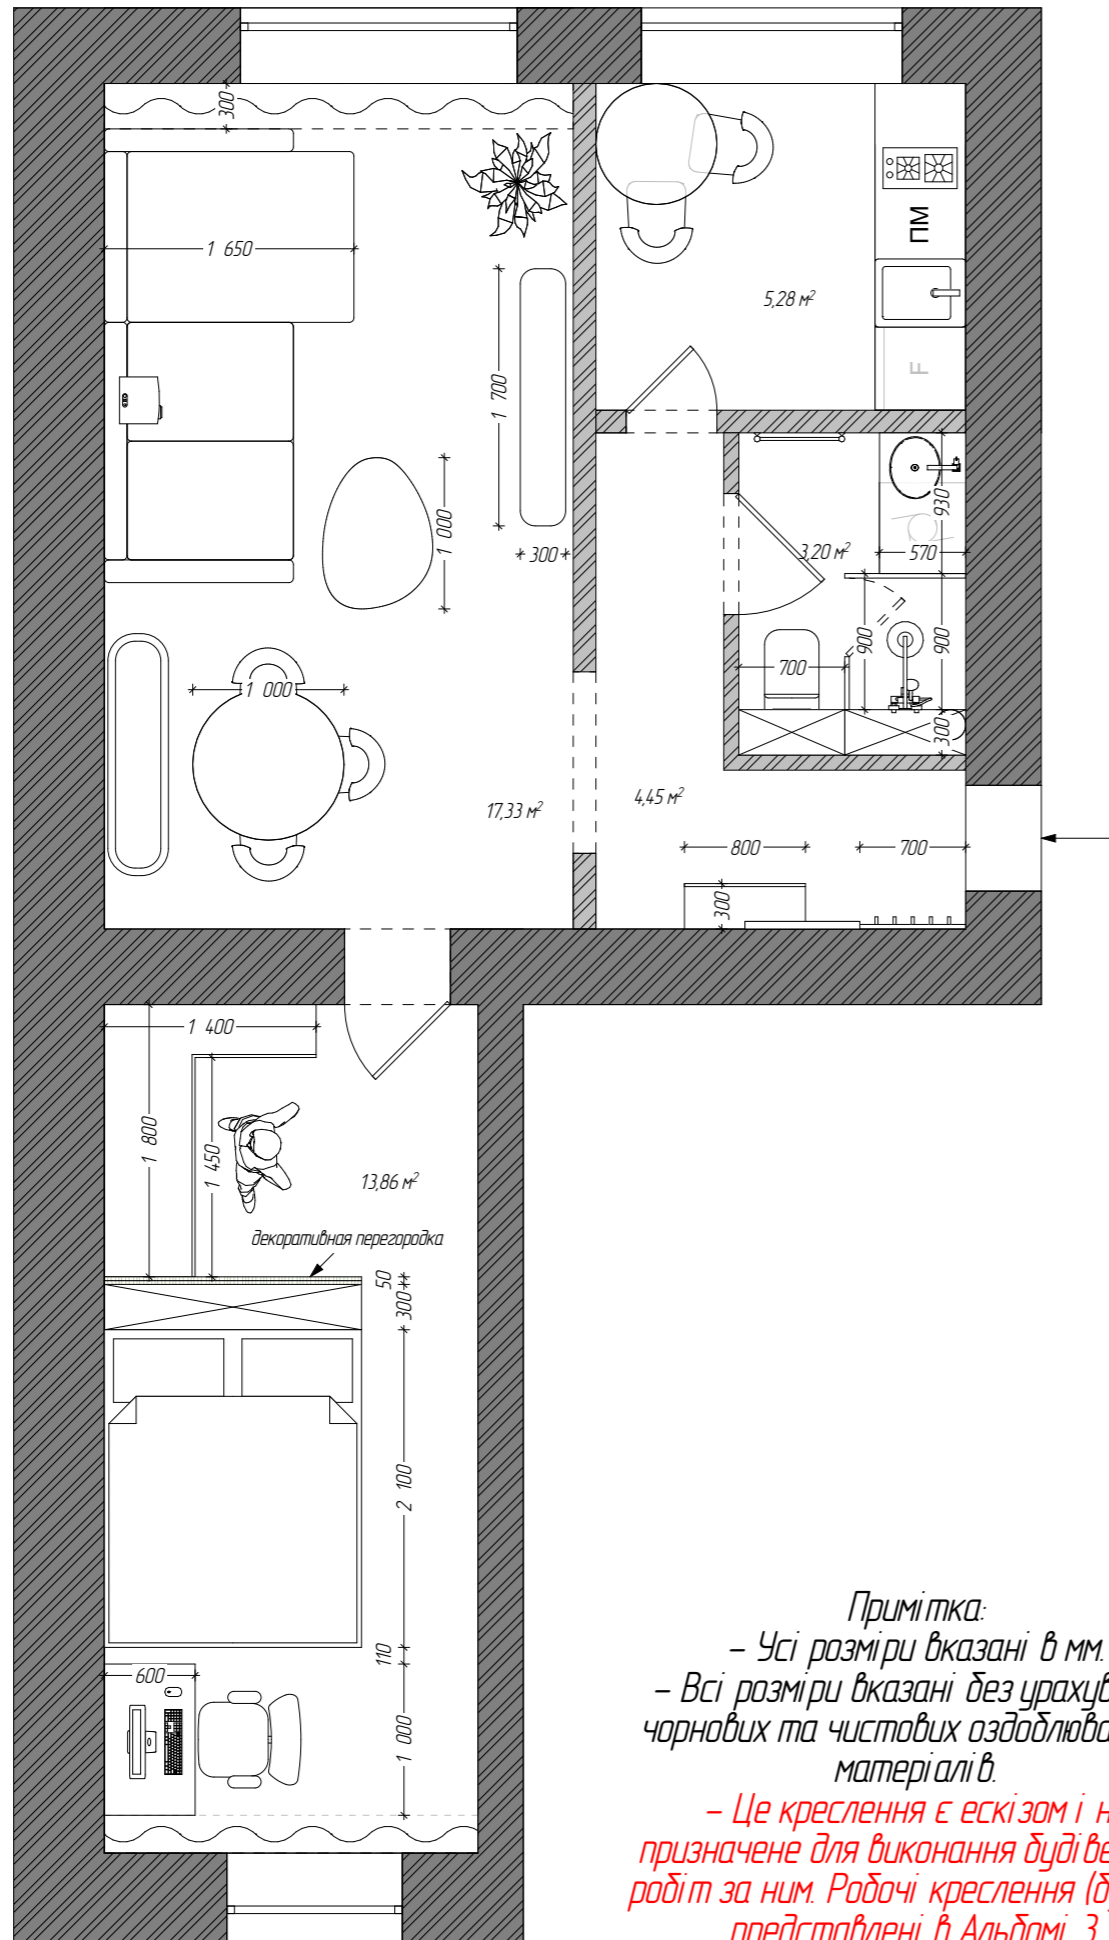 300
1 650
ПМ
5,28 м²
F
1 700
1 000
300
930
3,20 м²
570
900
900
700
300
1 000
17,33 м²
4,45 м²
800
700
300
1 400
1 800
1 450
13,86 м²
декоративная перегородка
50
300
2 100
110
600
1 000
Примітка:
– Усі розміри вказані в мм.
– Всі розміри вказані без
чорнових та чистових
матеріалів.
– Це креслення є ескізом і
призначене для виконання
робіт за ним. Робочі креслення
представлені в Альбомі 3